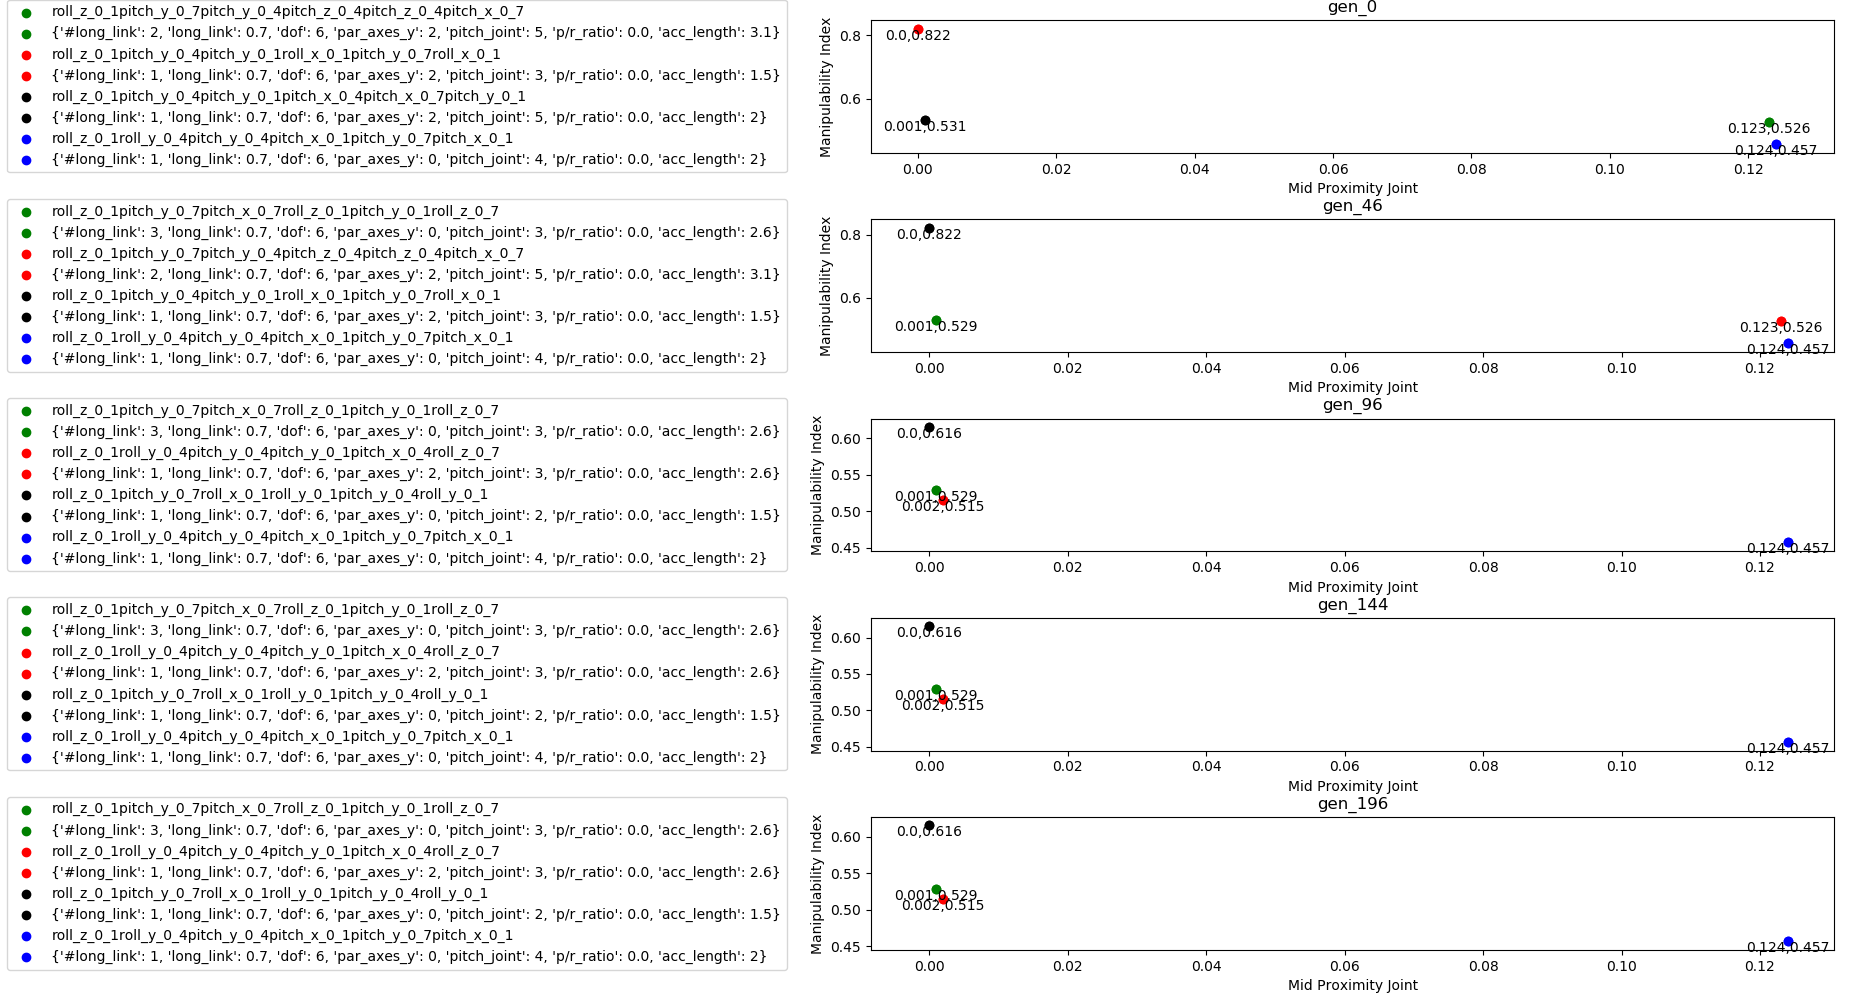 roll_z_0_1pitch_y_0_7pitch_y_0_4pitch_z_0_4pitch_z_0_4pitch_x_0_7
{'#long_link': 2, 'long_link': 0.7, 'dof': 6, 'par_axes_y': 2, 'pitch_joint': 5, 'p/r_ratio': 0.0, 'acc_length': 3.1}
roll_z_0_1pitch_y_0_4pitch_y_0_1roll_x_0_1pitch_y_0_7roll_x_0_1
{'#long_link': 1, 'long_link': 0.7, 'dof': 6, 'par_axes_y': 2, 'pitch_joint': 3, 'p/r_ratio': 0.0, 'acc_length': 1.5}
roll_z_0_1pitch_y_0_4pitch_y_0_1pitch_x_0_4pitch_x_0_7pitch_y_0_1
{'#long_link': 1, 'long_link': 0.7, 'dof': 6, 'par_axes_y': 2, 'pitch_joint': 5, 'p/r_ratio': 0.0, 'acc_length': 2}
roll_z_0_1roll_y_0_4pitch_y_0_4pitch_x_0_1pitch_y_0_7pitch_x_0_1
{'#long_link': 1, 'long_link': 0.7, 'dof': 6, 'par_axes_y': 0, 'pitch_joint': 4, 'p/r_ratio': 0.0, 'acc_length': 2}
gen_0
Manipulability Index
0.8
0.6
0.0,0.822
0.001,0.531
0.123,0.526
0.124,0.457
0.00 0.02 0.04 0.06 0.08 0.10 0.12
Mid Proximity Joint
roll_z_0_1pitch_y_0_7pitch_x_0_7roll_z_0_1pitch_y_0_1roll_z_0_7
{'#long_link': 3, 'long_link': 0.7, 'dof': 6, 'par_axes_y': 0, 'pitch_joint': 3, 'p/r_ratio': 0.0, 'acc_length': 2.6}
roll_z_0_1pitch_y_0_7pitch_y_0_4pitch_z_0_4pitch_z_0_4pitch_x_0_7
{'#long_link': 2, 'long_link': 0.7, 'dof': 6, 'par_axes_y': 2, 'pitch_joint': 5, 'p/r_ratio': 0.0, 'acc_length': 3.1}
roll_z_0_1pitch_y_0_4pitch_y_0_1roll_x_0_1pitch_y_0_7roll_x_0_1
{'#long_link': 1, 'long_link': 0.7, 'dof': 6, 'par_axes_y': 2, 'pitch_joint': 3, 'p/r_ratio': 0.0, 'acc_length': 1.5}
roll_z_0_1roll_y_0_4pitch_y_0_4pitch_x_0_1pitch_y_0_7pitch_x_0_1
{'#long_link': 1, 'long_link': 0.7, 'dof': 6, 'par_axes_y': 0, 'pitch_joint': 4, 'p/r_ratio': 0.0, 'acc_length': 2}
gen_46
Manipulability Index
0.8
0.6
0.0,0.822
0.001,0.529
0.123,0.526
0.124,0.457
0.00 0.02 0.04 0.06 0.08 0.10 0.12
Mid Proximity Joint
roll_z_0_1pitch_y_0_7pitch_x_0_7roll_z_0_1pitch_y_0_1roll_z_0_7
{'#long_link': 3, 'long_link': 0.7, 'dof': 6, 'par_axes_y': 0, 'pitch_joint': 3, 'p/r_ratio': 0.0, 'acc_length': 2.6}
roll_z_0_1roll_y_0_4pitch_y_0_4pitch_y_0_1pitch_x_0_4roll_z_0_7
{'#long_link': 1, 'long_link': 0.7, 'dof': 6, 'par_axes_y': 2, 'pitch_joint': 3, 'p/r_ratio': 0.0, 'acc_length': 2.6}
roll_z_0_1pitch_y_0_7roll_x_0_1roll_y_0_1pitch_y_0_4roll_y_0_1
{'#long_link': 1, 'long_link': 0.7, 'dof': 6, 'par_axes_y': 0, 'pitch_joint': 2, 'p/r_ratio': 0.0, 'acc_length': 1.5}
roll_z_0_1roll_y_0_4pitch_y_0_4pitch_x_0_1pitch_y_0_7pitch_x_0_1
{'#long_link': 1, 'long_link': 0.7, 'dof': 6, 'par_axes_y': 0, 'pitch_joint': 4, 'p/r_ratio': 0.0, 'acc_length': 2}
gen_96
Manipulability Index
0.60
0.55
0.50
0.45
0.0,0.616
0.001,0.529
0.002,0.515
0.124,0.457
0.00 0.02 0.04 0.06 0.08 0.10 0.12
Mid Proximity Joint
roll_z_0_1pitch_y_0_7pitch_x_0_7roll_z_0_1pitch_y_0_1roll_z_0_7
{'#long_link': 3, 'long_link': 0.7, 'dof': 6, 'par_axes_y': 0, 'pitch_joint': 3, 'p/r_ratio': 0.0, 'acc_length': 2.6}
roll_z_0_1roll_y_0_4pitch_y_0_4pitch_y_0_1pitch_x_0_4roll_z_0_7
{'#long_link': 1, 'long_link': 0.7, 'dof': 6, 'par_axes_y': 2, 'pitch_joint': 3, 'p/r_ratio': 0.0, 'acc_length': 2.6}
roll_z_0_1pitch_y_0_7roll_x_0_1roll_y_0_1pitch_y_0_4roll_y_0_1
{'#long_link': 1, 'long_link': 0.7, 'dof': 6, 'par_axes_y': 0, 'pitch_joint': 2, 'p/r_ratio': 0.0, 'acc_length': 1.5}
roll_z_0_1roll_y_0_4pitch_y_0_4pitch_x_0_1pitch_y_0_7pitch_x_0_1
{'#long_link': 1, 'long_link': 0.7, 'dof': 6, 'par_axes_y': 0, 'pitch_joint': 4, 'p/r_ratio': 0.0, 'acc_length': 2}
gen_144
Manipulability Index
0.60
0.55
0.50
0.45
0.0,0.616
0.001,0.529
0.002,0.515
0.124,0.457
0.00 0.02 0.04 0.06 0.08 0.10 0.12
Mid Proximity Joint
roll_z_0_1pitch_y_0_7pitch_x_0_7roll_z_0_1pitch_y_0_1roll_z_0_7
{'#long_link': 3, 'long_link': 0.7, 'dof': 6, 'par_axes_y': 0, 'pitch_joint': 3, 'p/r_ratio': 0.0, 'acc_length': 2.6}
roll_z_0_1roll_y_0_4pitch_y_0_4pitch_y_0_1pitch_x_0_4roll_z_0_7
{'#long_link': 1, 'long_link': 0.7, 'dof': 6, 'par_axes_y': 2, 'pitch_joint': 3, 'p/r_ratio': 0.0, 'acc_length': 2.6}
roll_z_0_1pitch_y_0_7roll_x_0_1roll_y_0_1pitch_y_0_4roll_y_0_1
{'#long_link': 1, 'long_link': 0.7, 'dof': 6, 'par_axes_y': 0, 'pitch_joint': 2, 'p/r_ratio': 0.0, 'acc_length': 1.5}
roll_z_0_1roll_y_0_4pitch_y_0_4pitch_x_0_1pitch_y_0_7pitch_x_0_1
{'#long_link': 1, 'long_link': 0.7, 'dof': 6, 'par_axes_y': 0, 'pitch_joint': 4, 'p/r_ratio': 0.0, 'acc_length': 2}
gen_196
Manipulability Index
0.60
0.55
0.50
0.45
0.0,0.616
0.001,0.529
0.002,0.515
0.124,0.457
0.00 0.02 0.04 0.06 0.08 0.10 0.12
Mid Proximity Joint